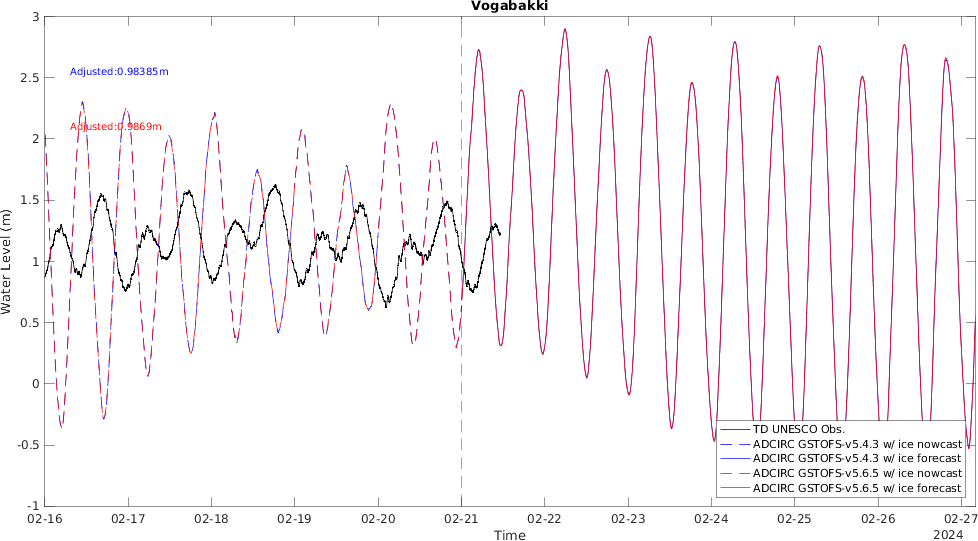 Vogabakki
3
2.5
2
1.5
1
0.5
0
-0.5
-1
Water Level (m)
Adjusted:0.98385m
Adjusted:0.9869m
TD UNESCO Obs.
ADCIRC GSTOFS-v5.4.3 w/ ice nowcast
ADCIRC GSTOFS-v5.4.3 w/ ice forecast
ADCIRC GSTOFS-v5.6.5 w/ ice nowcast
ADCIRC GSTOFS-v5.6.5 w/ ice forecast
02-16 02-17 02-18 02-19 02-20 02-21 02-22 02-23 02-24 02-25 02-26 02-27
Time 2024